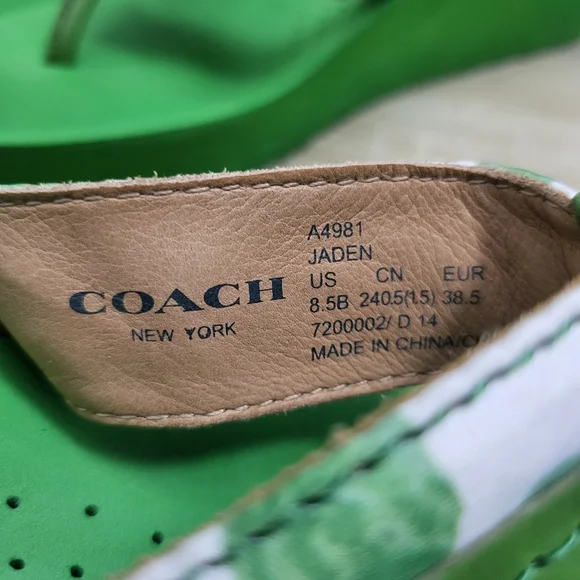 COACH
NEW YORK
A4981
JADEN
US CN EUR
8.5B 240.5(1.5) 38.5
7200002/ D 14
MADE IN CHINA/